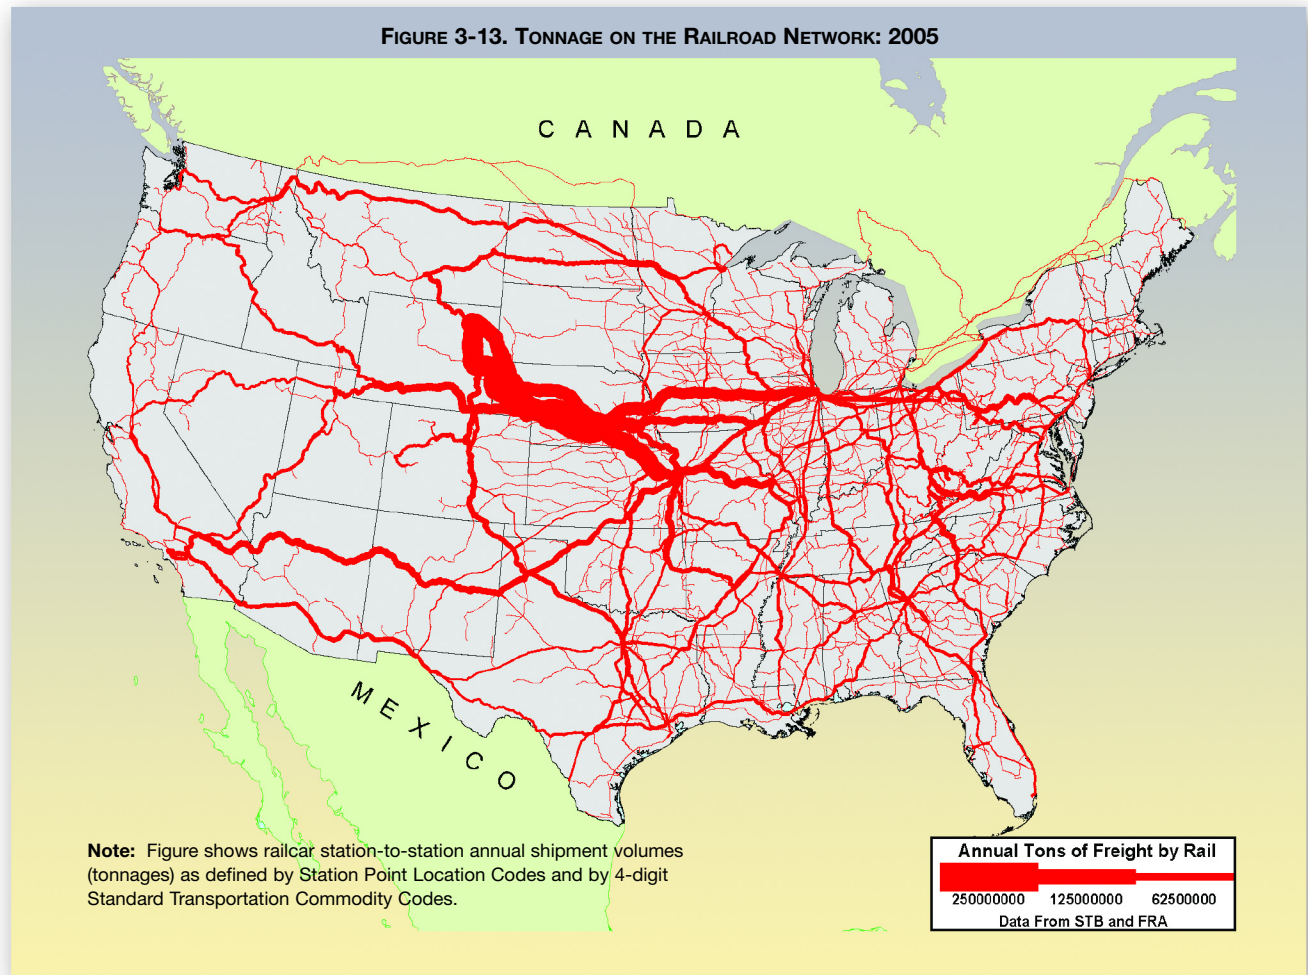 FIGURE 3-13. TONNAGE ON THE RAILROAD NETWORK: 2005
CANADA
MEXICO
Note: Figure shows railcar station-to-station annual shipment volumes
(tonnages) as defined by Station Point Location Codes and by 4-digit
Standard Transportation Commodity Codes.
Annual Tons of Freight by Rail
250000000 125000000 62500000
Data From STB and FRA